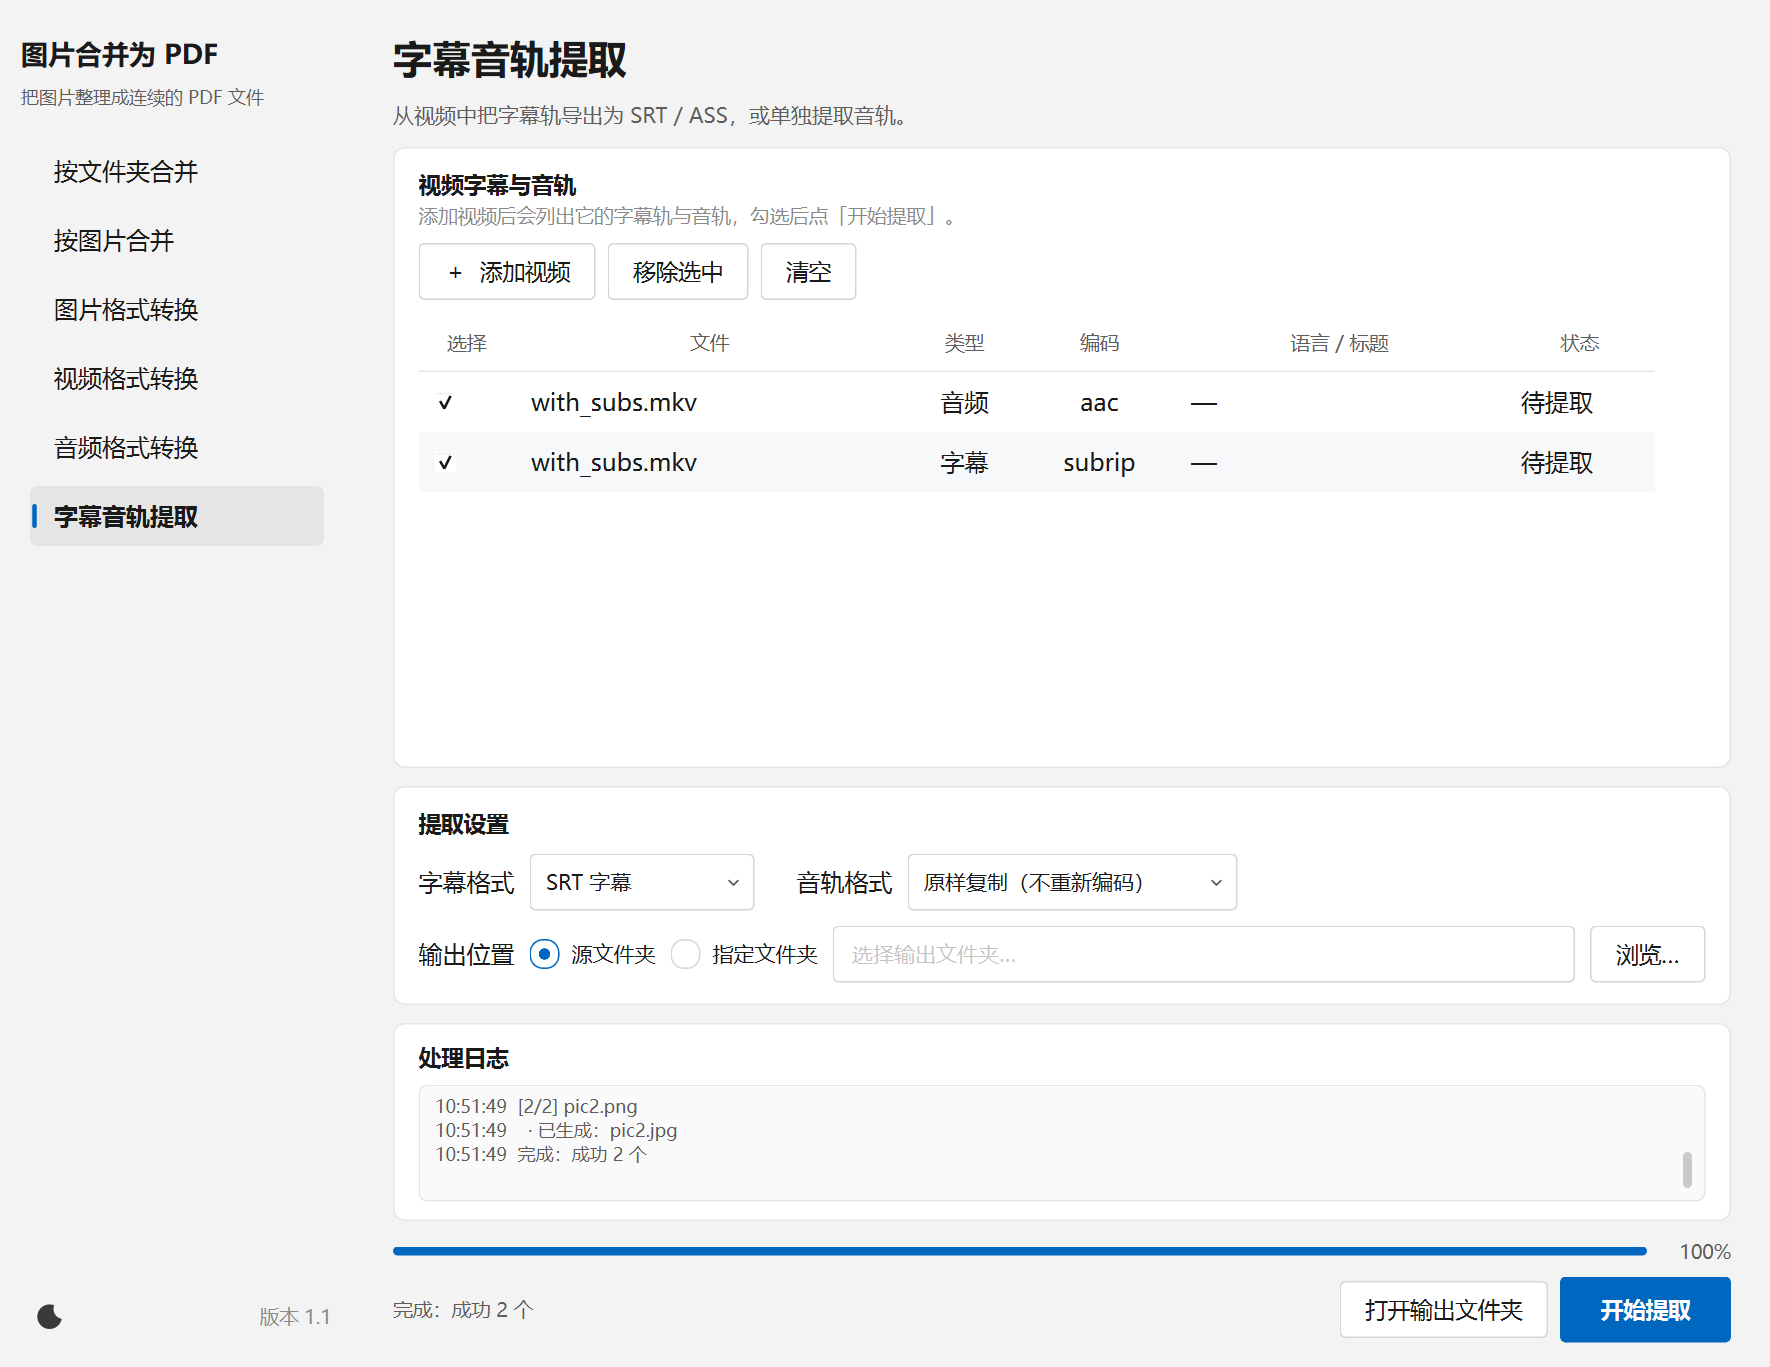 图片合并为 PDF
把图片整理成连续的 PDF 文件
按文件夹合并
按图片合并
图片格式转换
视频格式转换
音频格式转换
字幕音轨提取
版本 1.1
字幕音轨提取
从视频中把字幕轨导出为 SRT / ASS，或单独提取音轨。
视频字幕与音轨
添加视频后会列出它的字幕轨与音轨，勾选后点「开始提取」。
+ 添加视频 移除选中 清空
选择 文件 类型 编码 语言 / 标题 状态
✓ with_subs.mkv 音频 aac — 待提取
✓ with_subs.mkv 字幕 subrip — 待提取
提取设置
字幕格式 SRT 字幕 音轨格式 原样复制（不重新编码）
输出位置 源文件夹 指定文件夹 选择输出文件夹... 浏览...
处理日志
10:51:49 [2/2] pic2.png
10:51:49 · 已生成：pic2.jpg
10:51:49 完成：成功 2 个
100%
完成：成功 2 个 打开输出文件夹 开始提取